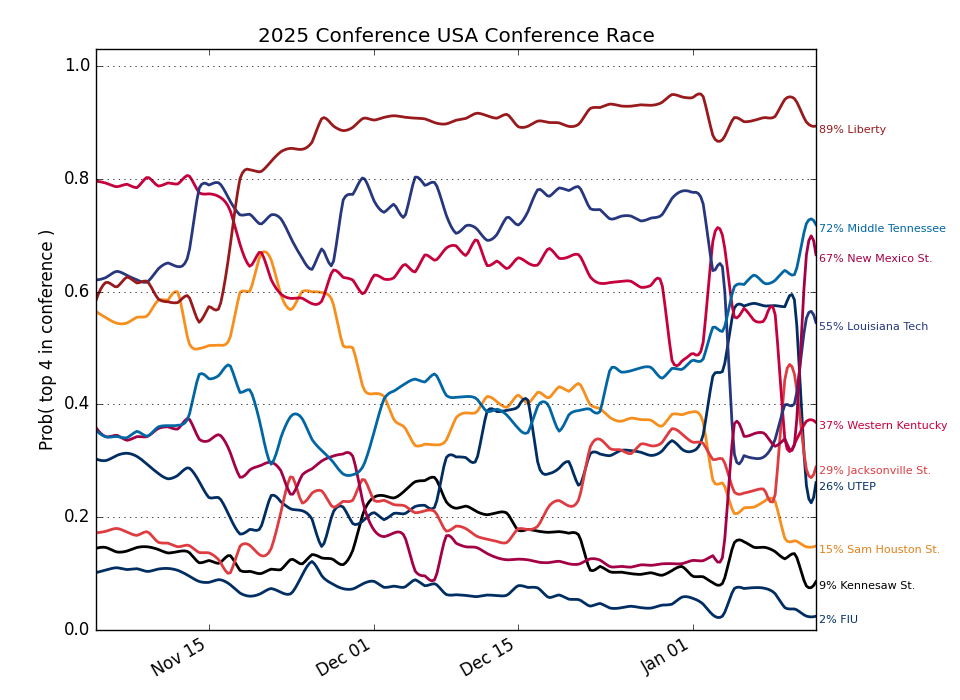 2025 Conference USA Conference Race
Prob( top 4 in conference )
1.0
0.8
0.6
0.4
0.2
0.0
Nov 15
Dec 01
Dec 15
Jan 01
89% Liberty
72% Middle Tennessee
67% New Mexico St.
55% Louisiana Tech
37% Western Kentucky
29% Jacksonville St.
26% UTEP
15% Sam Houston St.
9% Kennesaw St.
2% FIU